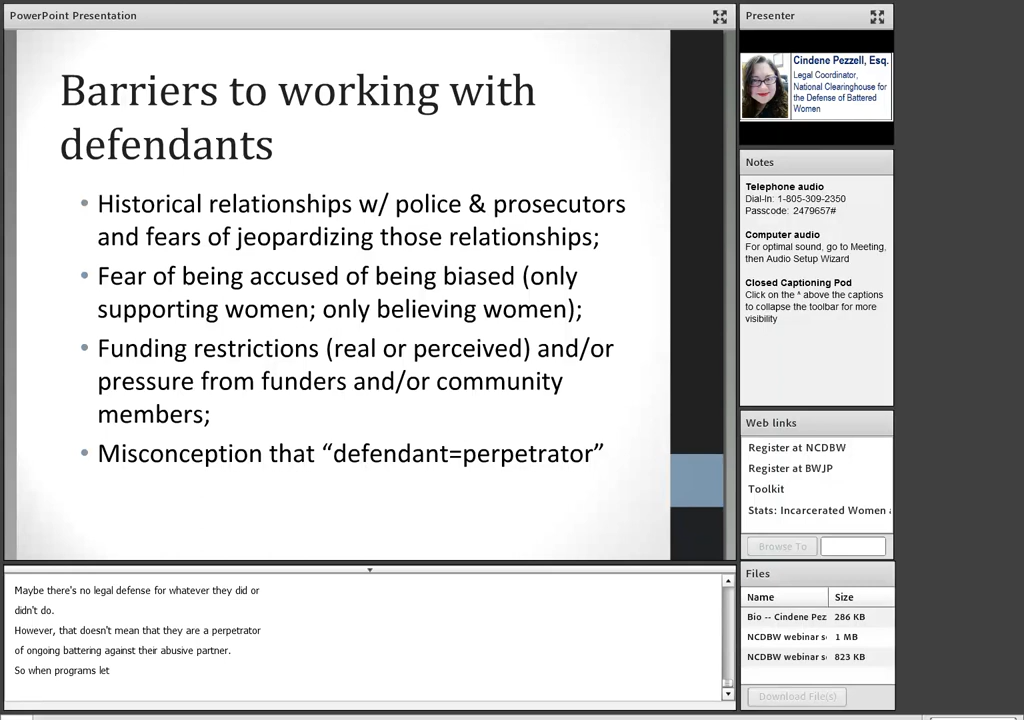 PowerPoint Presentation
Barriers to working with
defendants
• Historical relationships w/ police & prosecutors
and fears of jeopardizing those relationships;
• Fear of being accused of being biased (only
supporting women; only believing women);
• Funding restrictions (real or perceived) and/or
pressure from funders and/or community
members;
• Misconception that “defendant=perpetrator”
Maybe there's no legal defense for whatever they did or
didn't do.
However, that doesn't mean that they are a perpetrator
of ongoing battering against their abusive partner.
So when programs let
Presenter
Cindene Pezzell, Esq.
Legal Coordinator,
National Clearinghouse for
the Defense of Battered
Women
Notes
Telephone audio
Dial-In: 1-805-309-2350
Passcode: 2479657#
Computer audio
For optimal sound, go to Meeting,
then Audio Setup Wizard
Closed Captioning Pod
Click on the ^ above the captions
to collapse the toolbar for more
visibility
Web links
Register at NCDBW
Register at BWJP
Toolkit
Stats: Incarcerated Women
Browse To
Files
Name Size
Bio -- Cindene Pez 286 KB
NCDBW webinar s 1 MB
NCDBW webinar s 823 KB
Download File(s)